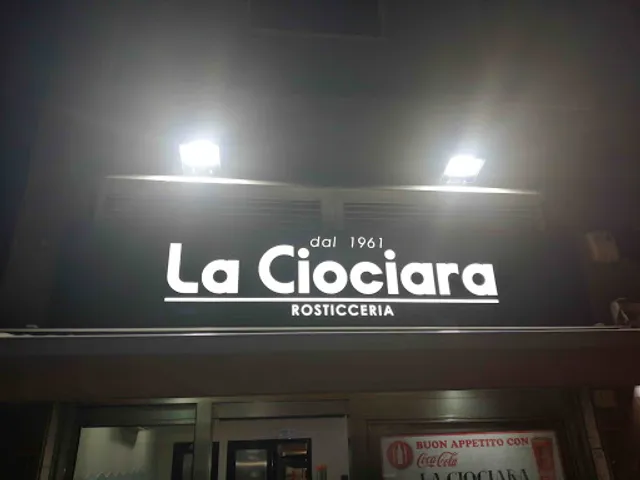 dal 1961
La Ciociara
ROSTICCERIA
BUON APPETITO CON
Coca-Cola
LA CIOCIARA